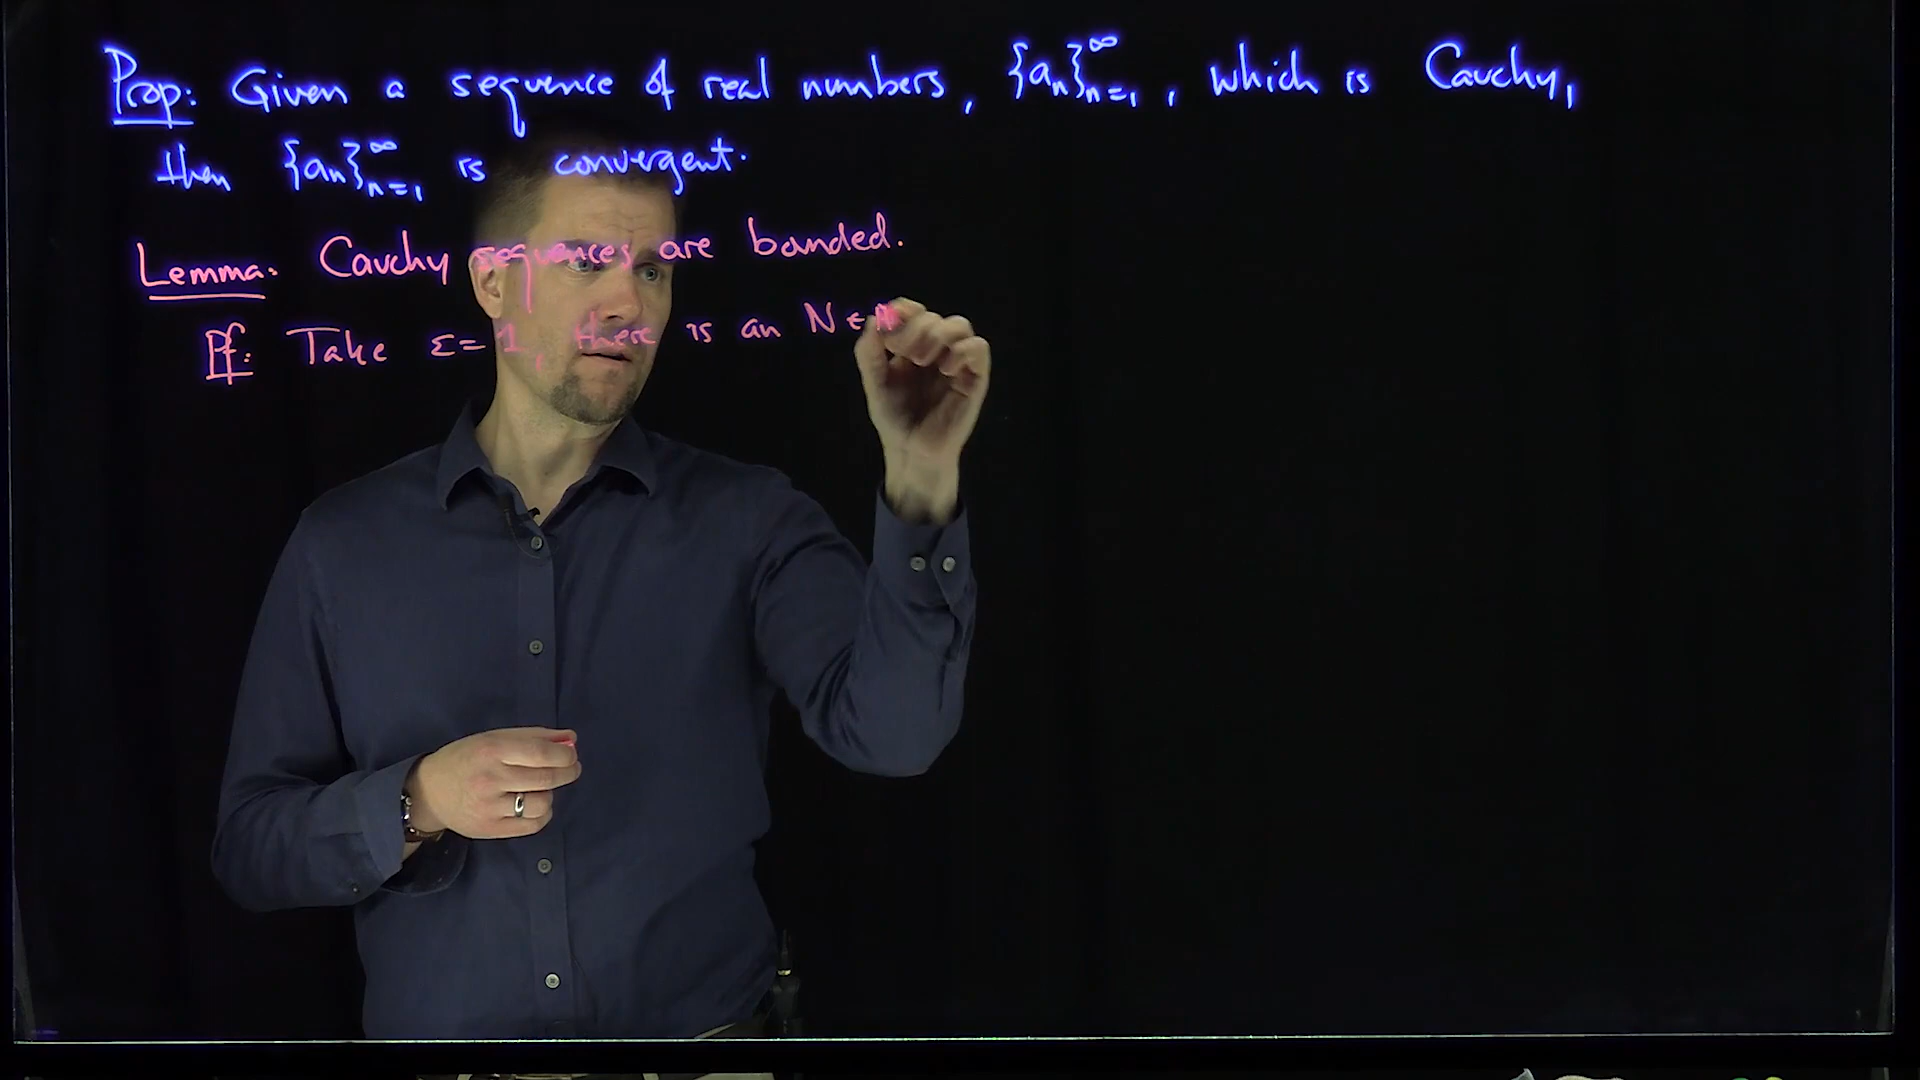 Prop: Given a sequence of real numbers, {aₙ}ₙ₌₁^∞, which is Cauchy,
then {aₙ}ₙ₌₁^∞ is convergent.
Lemma: Cauchy sequences are bounded.
Pf: Take ε=1, there is an N ∈